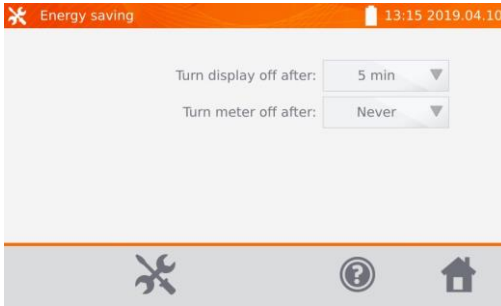 Energy saving 13:15 2019.04.10
Turn display off after: 5 min
Turn meter off after: Never
?